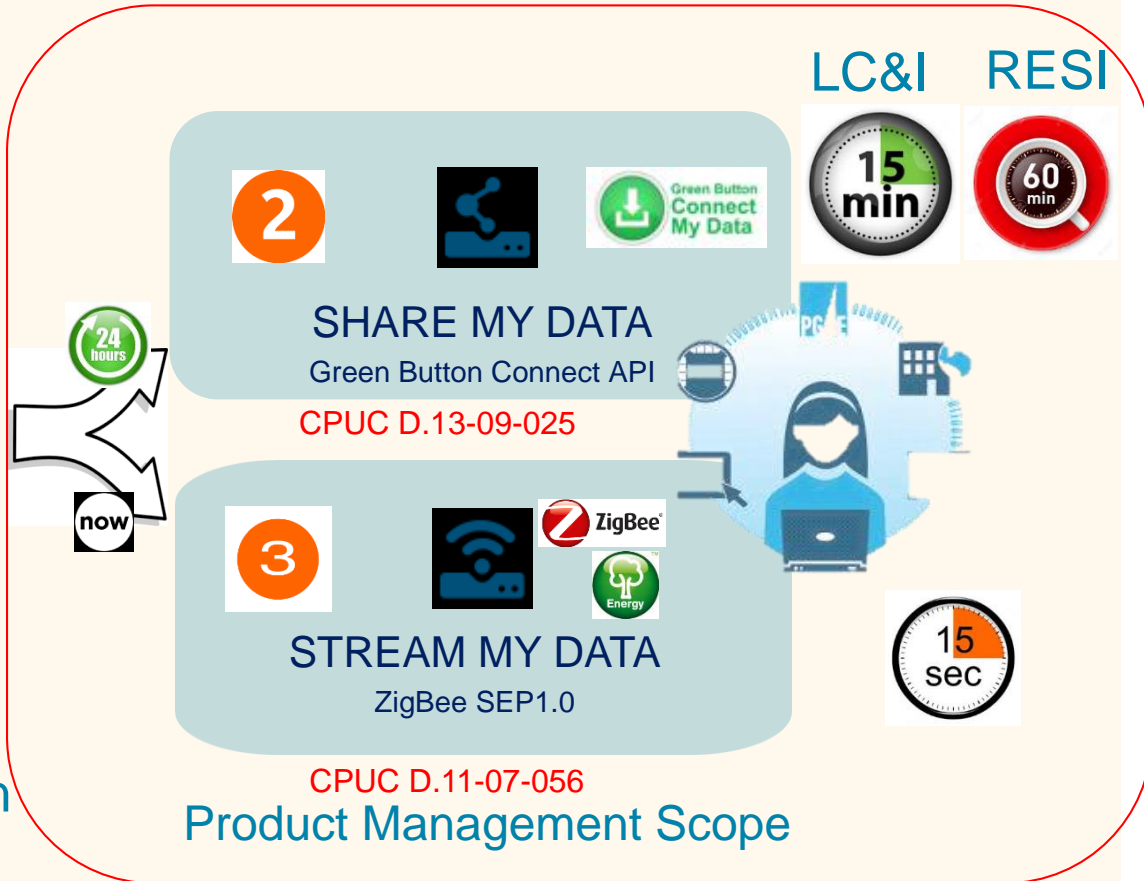 LC&I RESI
2
Green Button
Connect
My Data
15
min
60
min
SHARE MY DATA
Green Button Connect API
24
hours
PG&E
CPUC D.13-09-025
now
3
ZigBee®
Energy™
STREAM MY DATA
ZigBee SEP1.0
15
sec
CPUC D.11-07-056
Product Management Scope